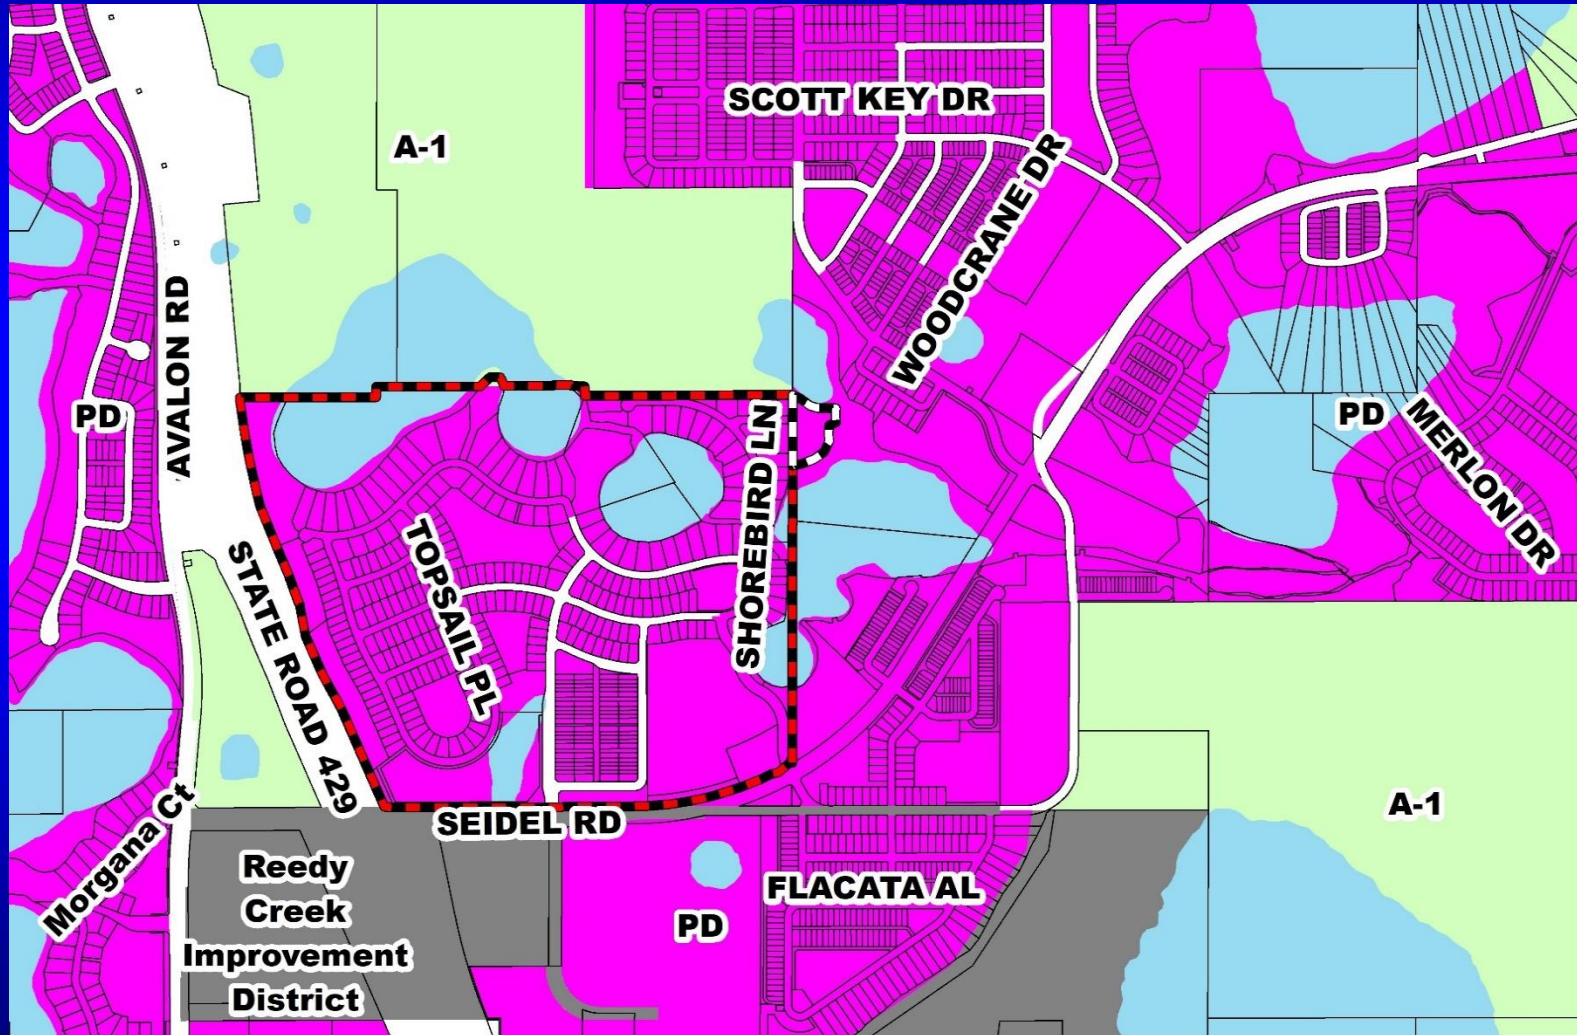 SCOTT KEY DR
A-1
WOODCRANE DR
AVALON RD
PD
PD
MERLON DR
SHOREBIRD LN
TOPSAIL PL
STATE ROAD 429
A-1
SEIDEL RD
Morgana Ct
Reedy
Creek
Improvement
District
FLACATA AL
PD